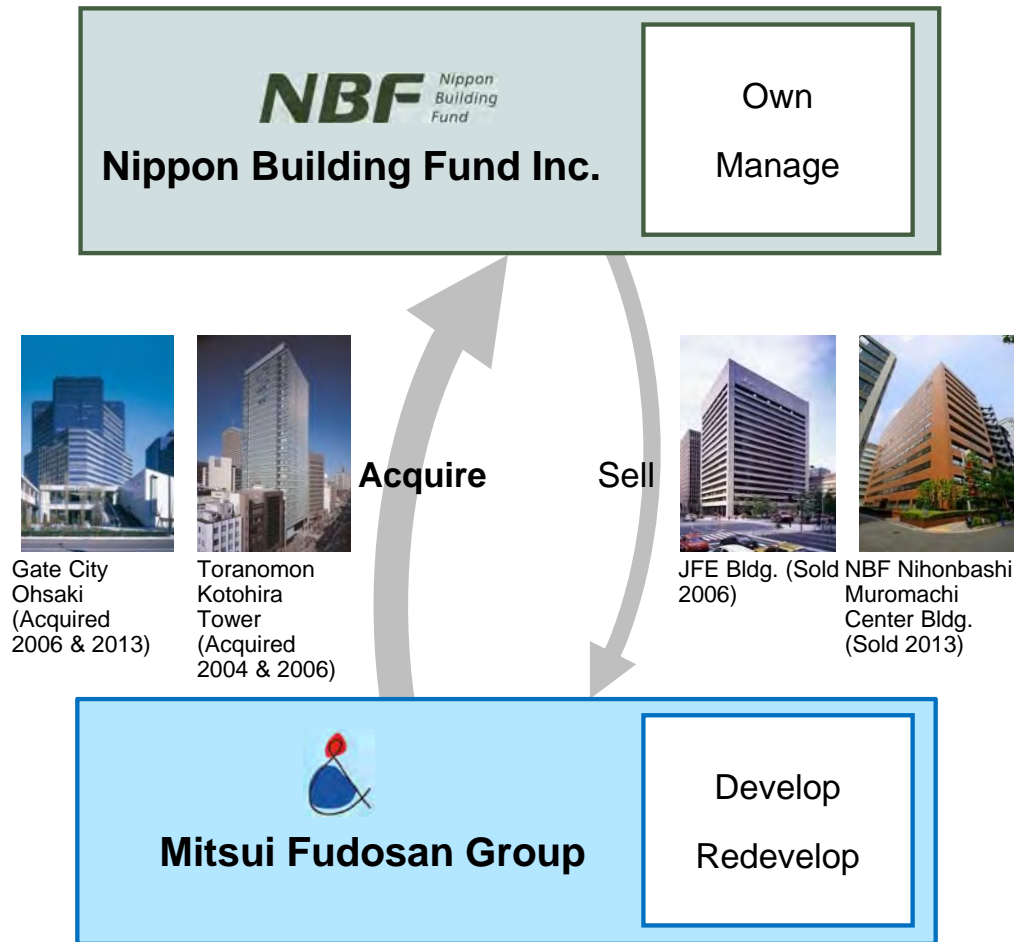 NBF Nippon
Building
Fund
Nippon Building Fund Inc.
Own
Manage
Acquire
Sell
Gate City
Ohsaki
(Acquired
2006 & 2013)
Toranomon
Kotohira
Tower
(Acquired
2004 & 2006)
JFE Bldg. (Sold
2006)
NBF Nihonbashi
Muromachi
Center Bldg.
(Sold 2013)
Mitsui Fudosan Group
Develop
Redevelop